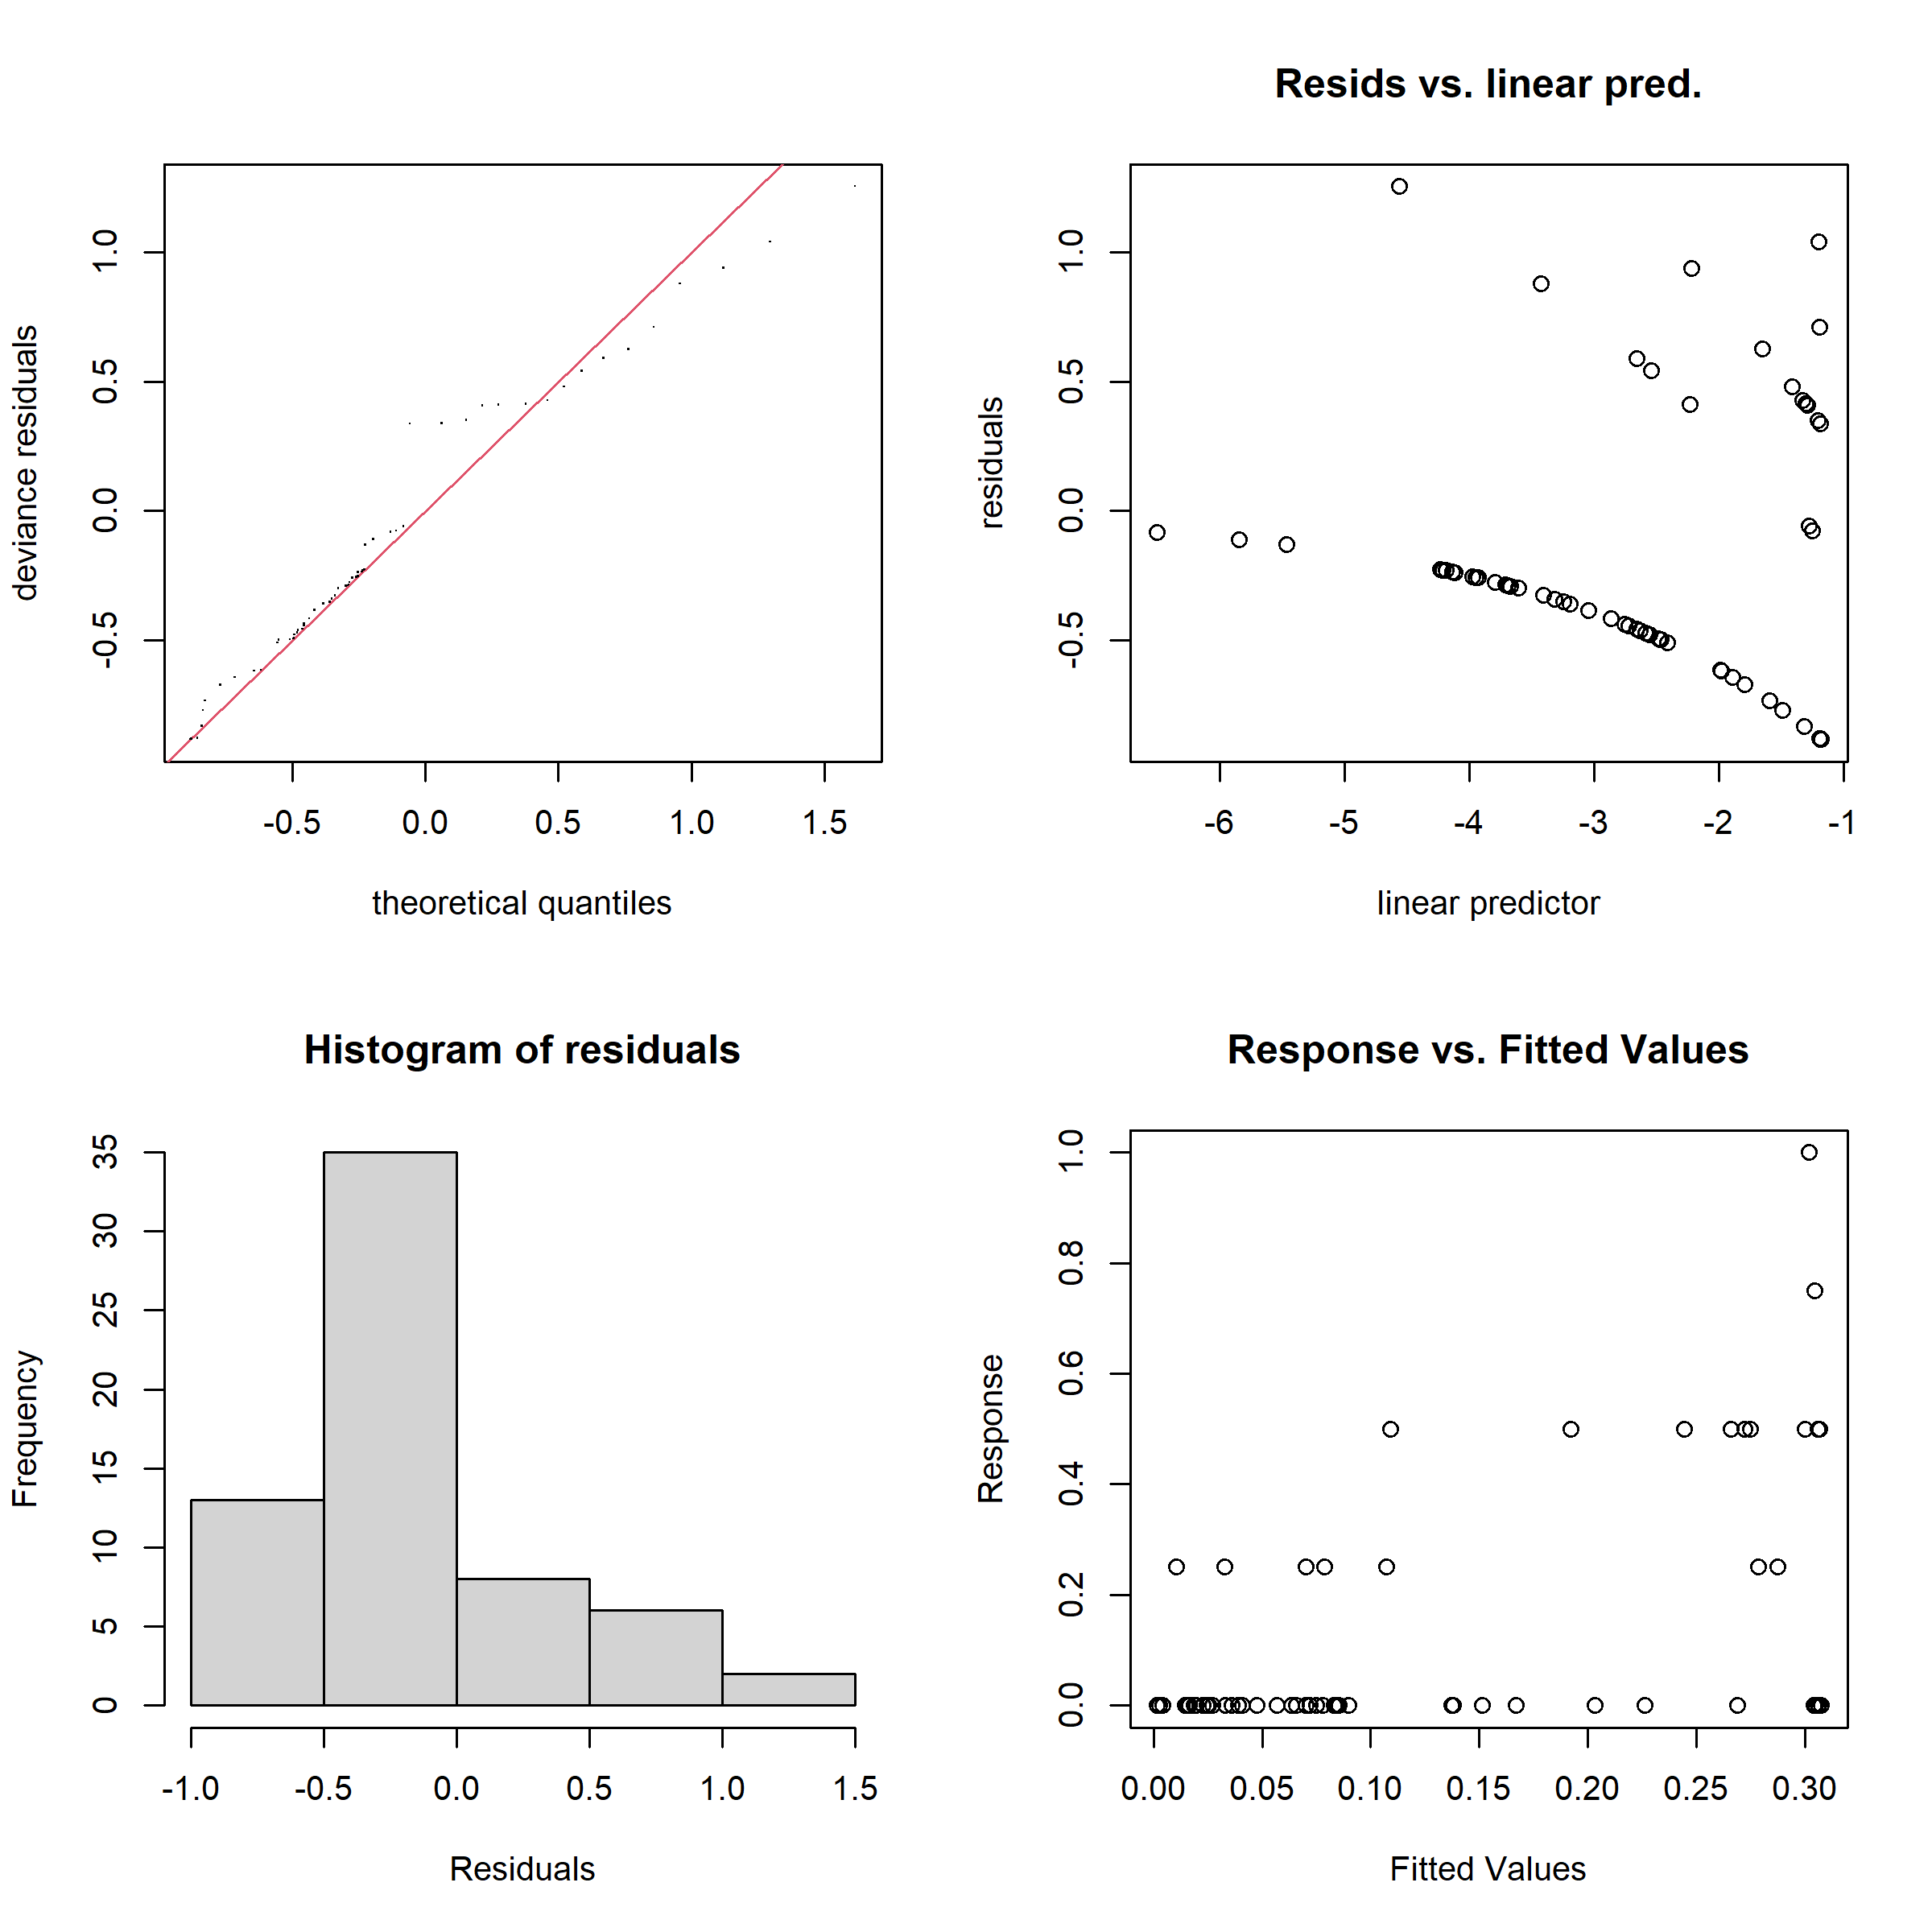 Resids vs. linear pred.
deviance residuals
-0.5 0.0 0.5 1.0
-0.5 0.0 0.5 1.0 1.5
theoretical quantiles
residuals
-0.5 0.0 0.5 1.0
-6 -5 -4 -3 -2 -1
linear predictor
Histogram of residuals
Frequency
0 5 10 15 20 25 30 35
-1.0 -0.5 0.0 0.5 1.0 1.5
Residuals
Response vs. Fitted Values
Response
0.0 0.2 0.4 0.6 0.8 1.0
0.00 0.05 0.10 0.15 0.20 0.25 0.30
Fitted Values